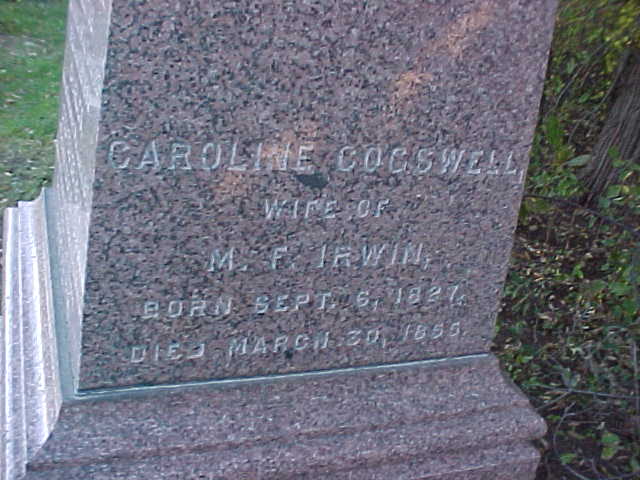 CAROLINE COGSWELL,
WIFE OF
M. F. IRWIN,
BORN SEPT. 6, 1827,
DIED MARCH 30, 1855.